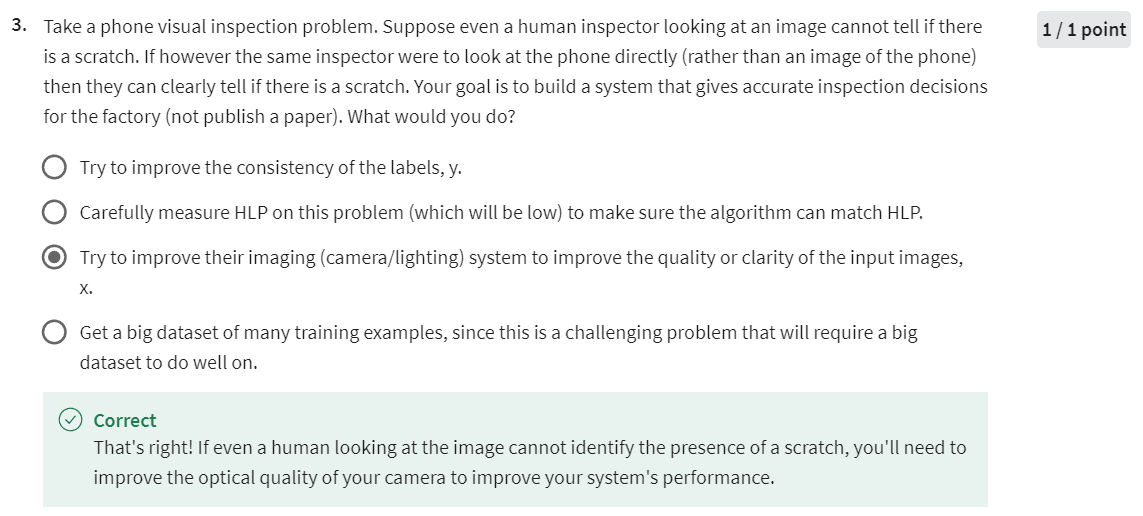 3. Take a phone visual inspection problem. Suppose even a human inspector looking at an image cannot tell if there
1 / 1 point
is a scratch. If however the same inspector were to look at the phone directly (rather than an image of the phone)
then they can clearly tell if there is a scratch. Your goal is to build a system that gives accurate inspection decisions
for the factory (not publish a paper). What would you do?
Try to improve the consistency of the labels, y.
Carefully measure HLP on this problem (which will be low) to make sure the algorithm can match HLP.
Try to improve their imaging (camera/lighting) system to improve the quality or clarity of the input images,
x.
Get a big dataset of many training examples, since this is a challenging problem that will require a big
dataset to do well on.
Correct
That's right! If even a human looking at the image cannot identify the presence of a scratch, you'll need to
improve the optical quality of your camera to improve your system's performance.